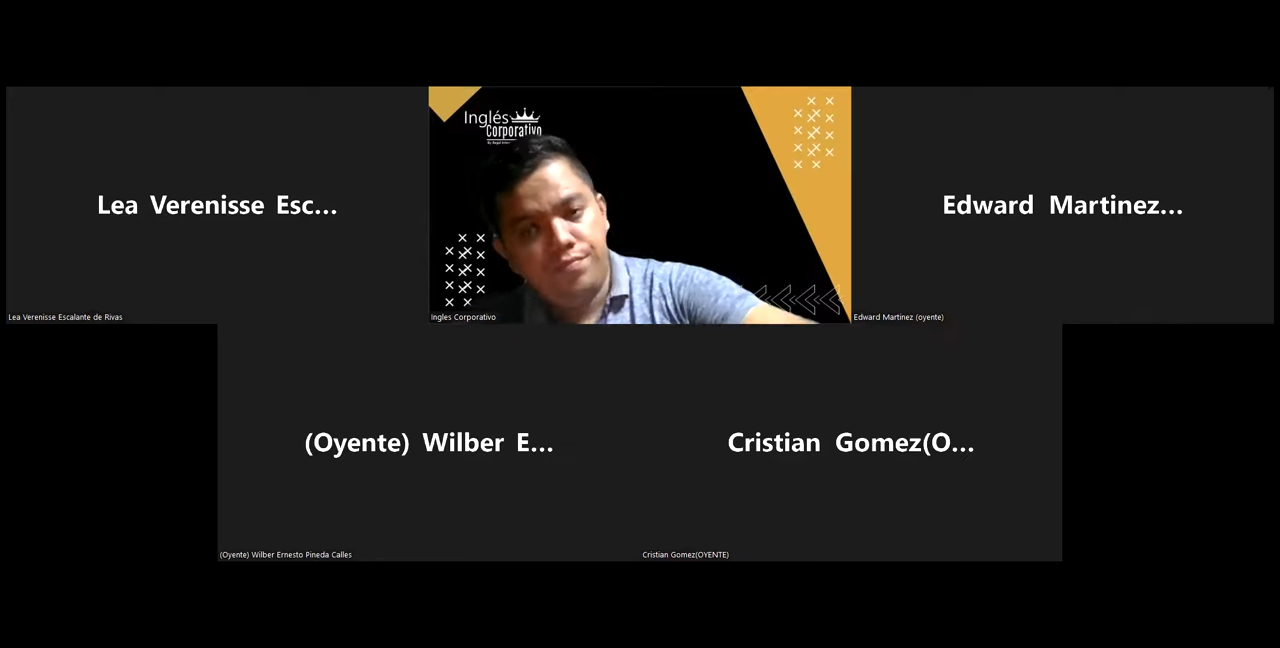 Lea Verenisse Esc...
Lea Verenisse Escalante de Rivas
Inglés
Corporativo
Ingles Corporativo
Edward Martinez...
Edward Martinez (oyente)
(Oyente) Wilber E...
(Oyente) Wilber Ernesto Pineda Calles
Cristian Gomez(O...
Cristian Gomez(OYENTE)